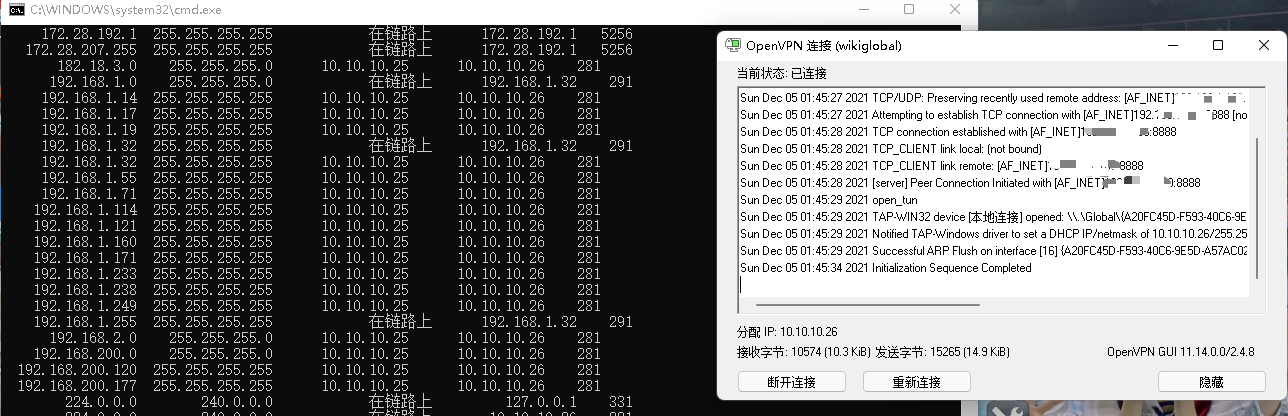 C:\WINDOWS\system32\cmd.exe
172.28.192.1 255.255.255.255 在链路上 172.28.192.1 5256
172.28.207.255 255.255.255.255 在链路上 172.28.192.1 5256
182.18.3.0 255.255.255.0 10.10.10.25 10.10.10.26 281
192.168.1.0 255.255.255.0 在链路上 192.168.1.32 291
192.168.1.14 255.255.255.255 10.10.10.25 10.10.10.26 281
192.168.1.17 255.255.255.255 10.10.10.25 10.10.10.26 281
192.168.1.19 255.255.255.255 10.10.10.25 10.10.10.26 281
192.168.1.32 255.255.255.255 在链路上 192.168.1.32 291
192.168.1.32 255.255.255.255 10.10.10.25 10.10.10.26 281
192.168.1.55 255.255.255.255 10.10.10.25 10.10.10.26 281
192.168.1.71 255.255.255.255 10.10.10.25 10.10.10.26 281
192.168.1.114 255.255.255.255 10.10.10.25 10.10.10.26 281
192.168.1.121 255.255.255.255 10.10.10.25 10.10.10.26 281
192.168.1.160 255.255.255.255 10.10.10.25 10.10.10.26 281
192.168.1.171 255.255.255.255 10.10.10.25 10.10.10.26 281
192.168.1.233 255.255.255.255 10.10.10.25 10.10.10.26 281
192.168.1.238 255.255.255.255 10.10.10.25 10.10.10.26 281
192.168.1.249 255.255.255.255 10.10.10.25 10.10.10.26 281
192.168.1.255 255.255.255.255 在链路上 192.168.1.32 291
192.168.2.0 255.255.255.0 10.10.10.25 10.10.10.26 281
192.168.200.0 255.255.255.0 10.10.10.25 10.10.10.26 281
192.168.200.120 255.255.255.255 10.10.10.25 10.10.10.26 281
192.168.200.177 255.255.255.255 10.10.10.25 10.10.10.26 281
224.0.0.0 240.0.0.0 在链路上 127.0.0.1 331
OpenVPN 连接 (wikiglobal)
当前状态: 已连接
Sun Dec 05 01:45:27 2021 TCP/UDP: Preserving recently used remote address: [AF_INET]
Sun Dec 05 01:45:27 2021 Attempting to establish TCP connection with [AF_INET]192. 888 [no
Sun Dec 05 01:45:28 2021 TCP connection established with [AF_INET] :8888
Sun Dec 05 01:45:28 2021 TCP_CLIENT link local: (not bound)
Sun Dec 05 01:45:28 2021 TCP_CLIENT link remote: [AF_INET] :8888
Sun Dec 05 01:45:28 2021 [server] Peer Connection Initiated with [AF_INET] :8888
Sun Dec 05 01:45:29 2021 open_tun
Sun Dec 05 01:45:29 2021 TAP-WIN32 device [本地连接] opened: \\.\Global\{A20FC45D-F593-40C6-9E
Sun Dec 05 01:45:29 2021 Notified TAP-Windows driver to set a DHCP IP/netmask of 10.10.10.26/255.25
Sun Dec 05 01:45:29 2021 Successful ARP Flush on interface [16] {A20FC45D-F593-40C6-9E5D-A57AC02
Sun Dec 05 01:45:34 2021 Initialization Sequence Completed
分配 IP: 10.10.10.26
接收字节: 10574 (10.3 KiB) 发送字节: 15265 (14.9 KiB) OpenVPN GUI 11.14.0.0/2.4.8
断开连接 重新连接 隐藏